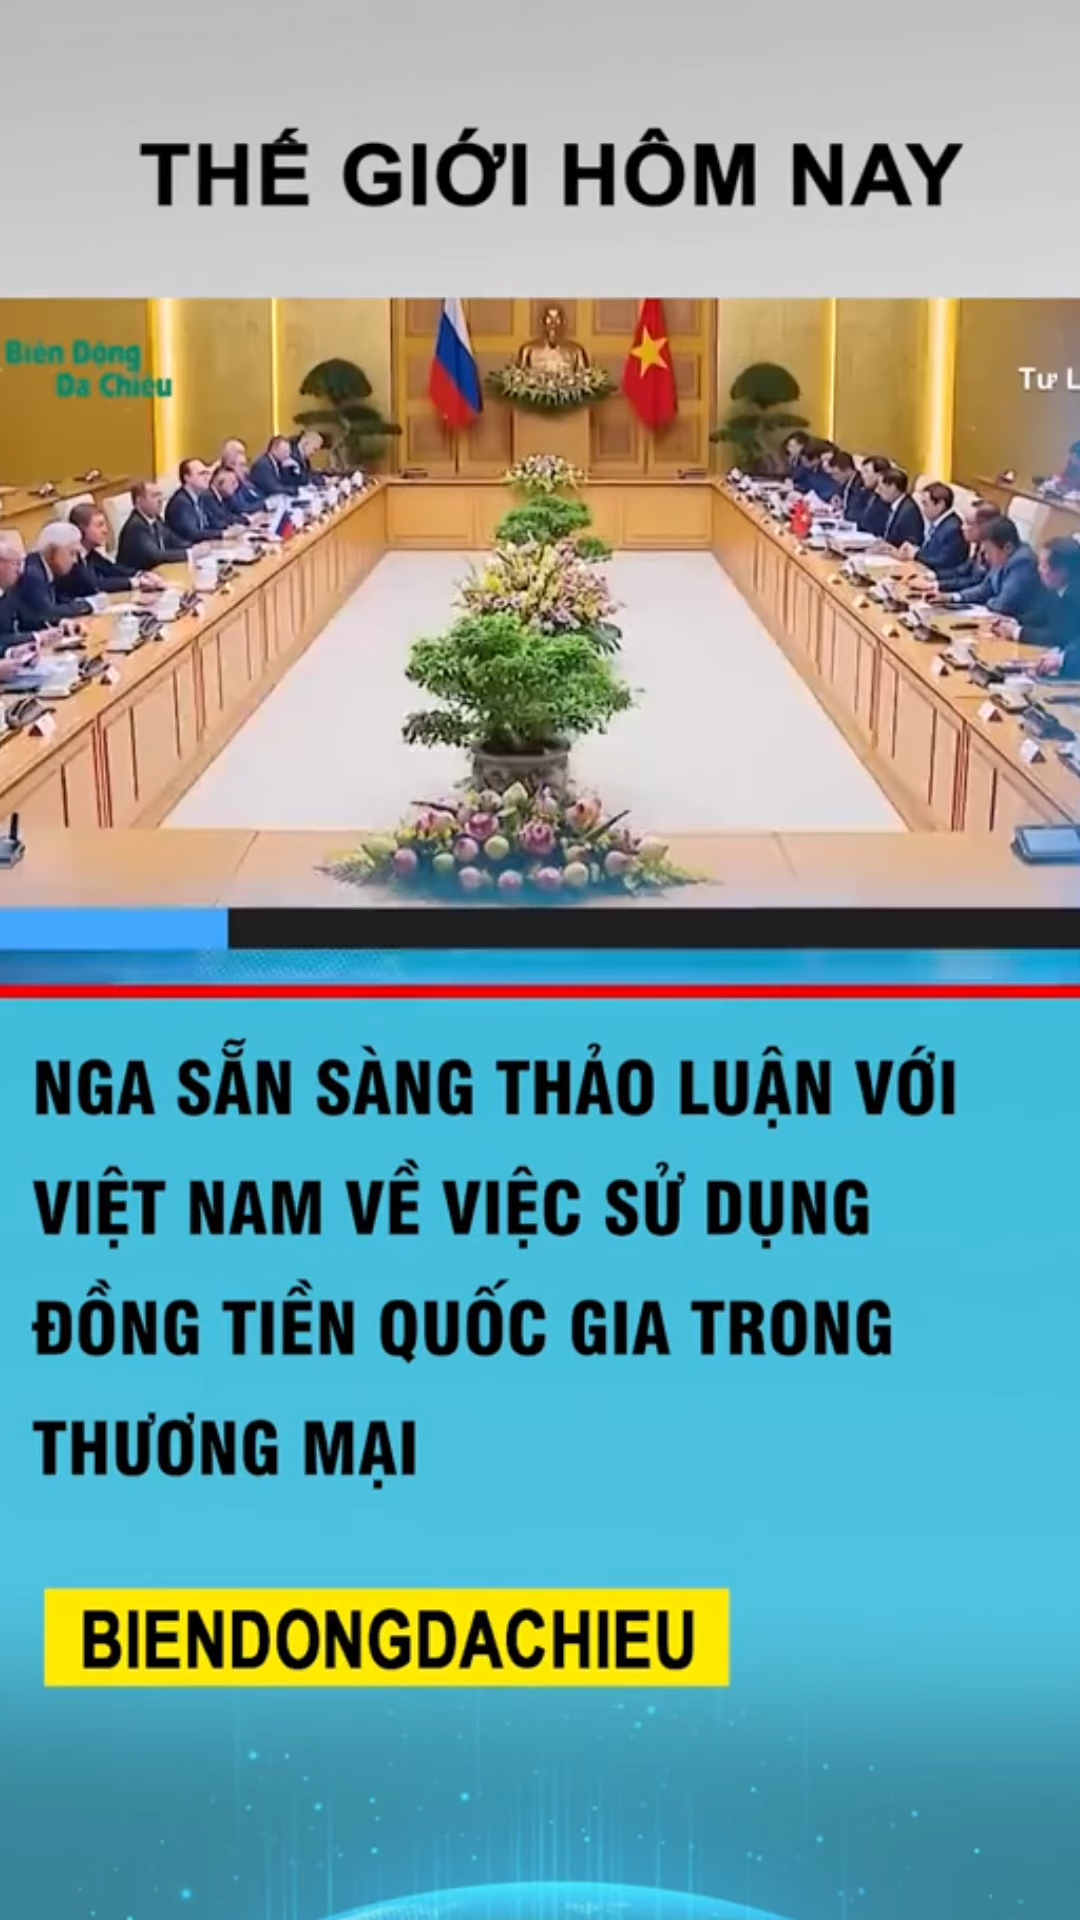 THẾ GIỚI HÔM NAY
Biển Đông
Đa Chiều
Tư L
NGA SẴN SÀNG THẢO LUẬN VỚI
VIỆT NAM VỀ VIỆC SỬ DỤNG
ĐỒNG TIỀN QUỐC GIA TRONG
THƯƠNG MẠI
BIENDONGDACHIEU